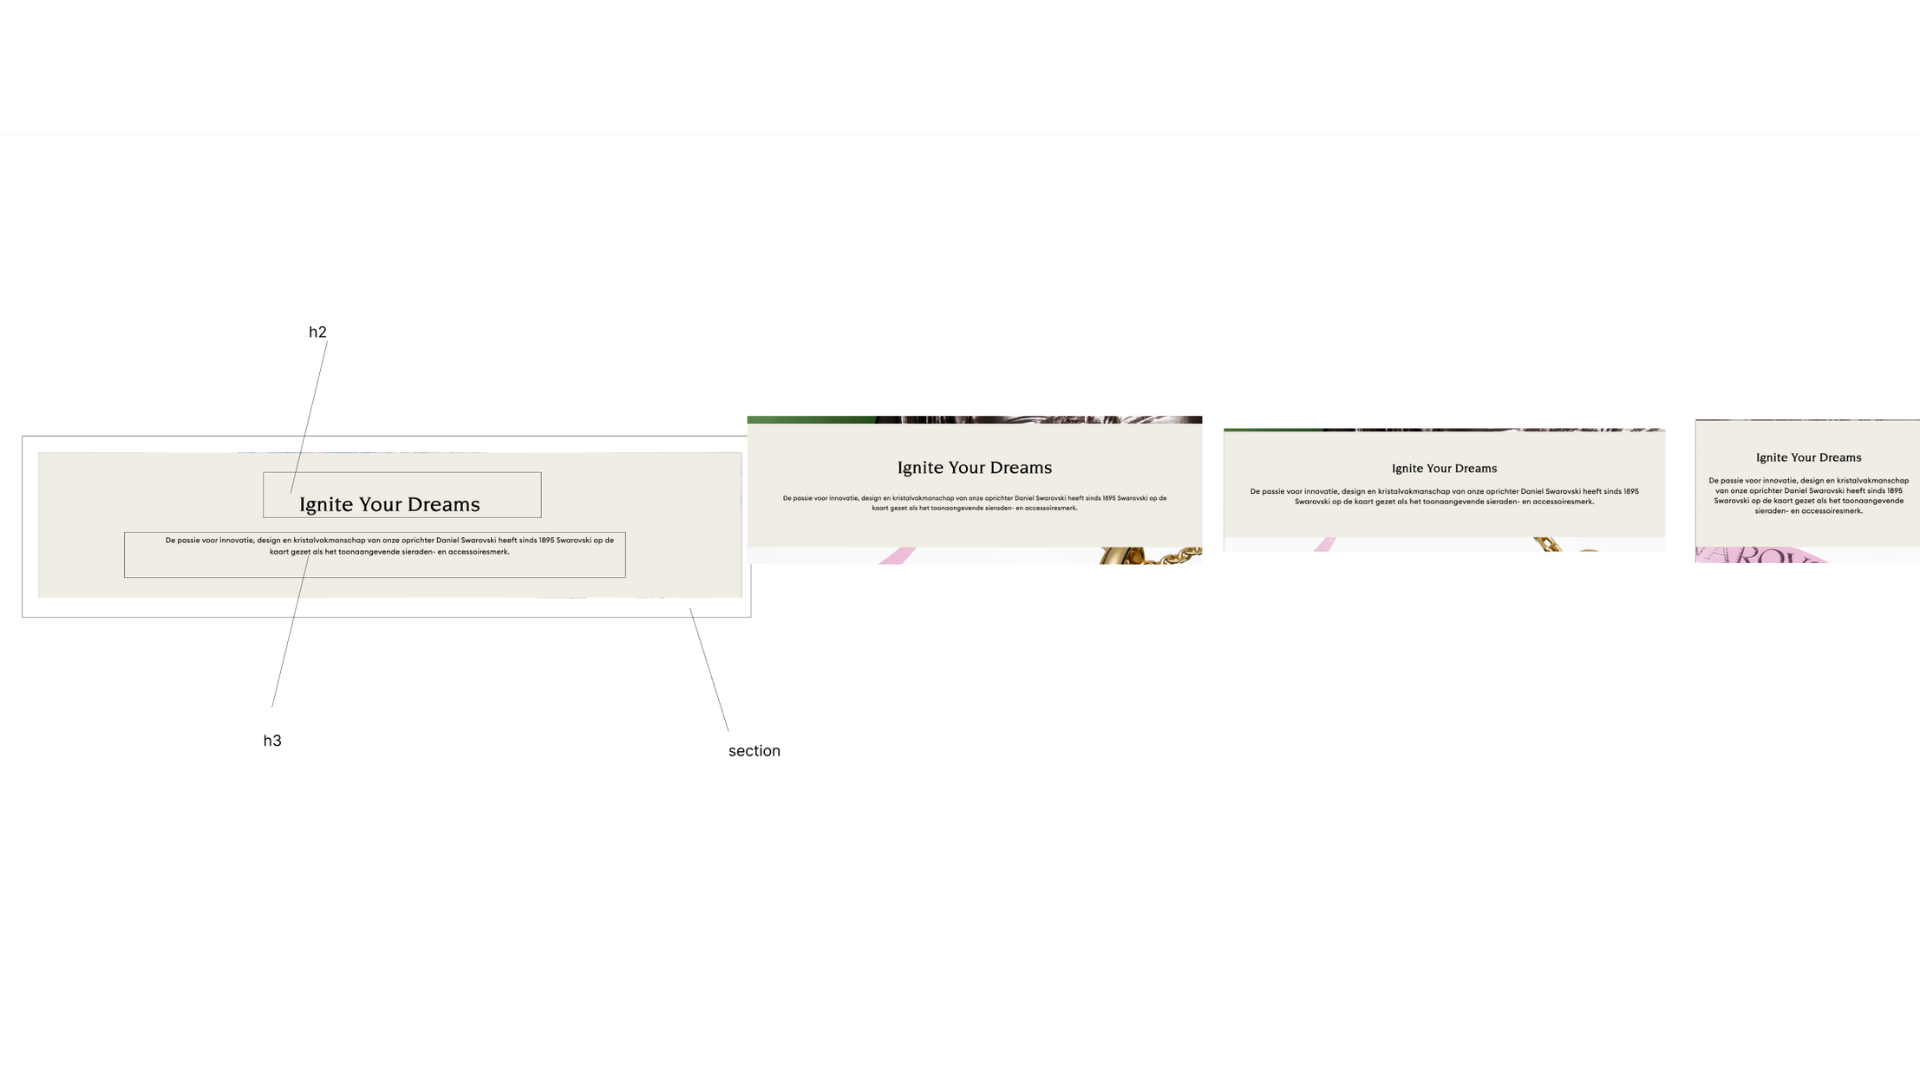 h2
Ignite Your Dreams
De passie voor innovatie, design en kristalvakmanschap van onze oprichter Daniel Swarovski heeft sinds 1895 Swarovski op de
kaart gezet als het toonaangevende sieraden- en accessoiresmerk.
h3
section
Ignite Your Dreams
De passie voor innovatie, design en kristalvakmanschap van onze oprichter Daniel Swarovski heeft sinds 1895 Swarovski op de
kaart gezet als het toonaangevende sieraden- en accessoiresmerk.
Ignite Your Dreams
De passie voor innovatie, design en kristalvakmanschap van onze oprichter Daniel Swarovski heeft sinds 1895
Swarovski op de kaart gezet als het toonaangevende sieraden- en accessoiresmerk.
Ignite Your Dreams
De passie voor innovatie, design en kristalvakmanschap
van onze oprichter Daniel Swarovski heeft sinds 1895
Swarovski op de kaart gezet als het toonaangevende
sieraden- en accessoiresmerk.